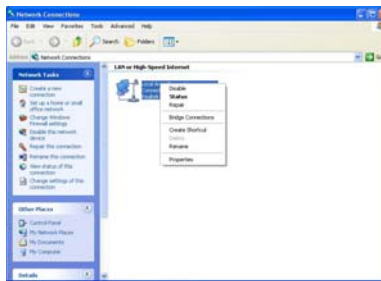 Network Connections
File Edit View Favorites Tools Advanced Help
Back Search Folders
Address Network Connections Go
Network Tasks
Create a new connection
Set up a home or small office network
Change Windows Firewall settings
Disable this network device
Repair this connection
Rename this connection
View status of this connection
Change settings of this connection
Other Places
Control Panel
My Network Places
My Documents
My Computer
Details
LAN or High-Speed Internet
Disable
Status
Repair
Bridge Connections
Create Shortcut
Delete
Rename
Properties